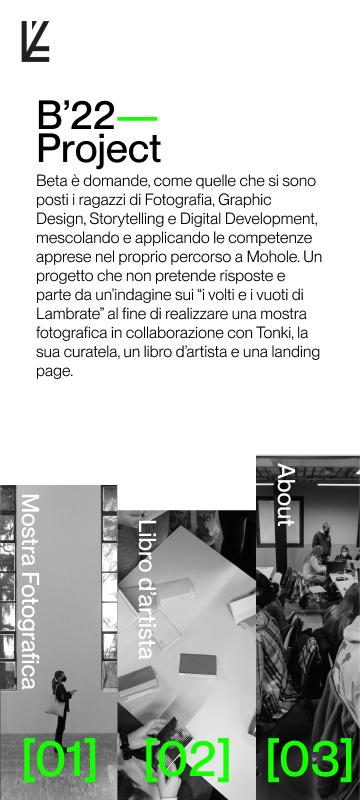 B’22—
Project
Beta è domande, come quelle che si sono
posti i ragazzi di Fotografia, Graphic
Design, Storytelling e Digital Development,
mescolando e applicando le competenze
apprese nel proprio percorso a Mohole. Un
progetto che non pretende risposte e
parte da un’indagine sui “i volti e i vuoti di
Lambrate” al fine di realizzare una mostra
fotografica in collaborazione con Tonki, la
sua curatela, un libro d’artista e una landing
page.
Mostra Fotografica
[01]
Libro d’artista
[02]
About
[03]